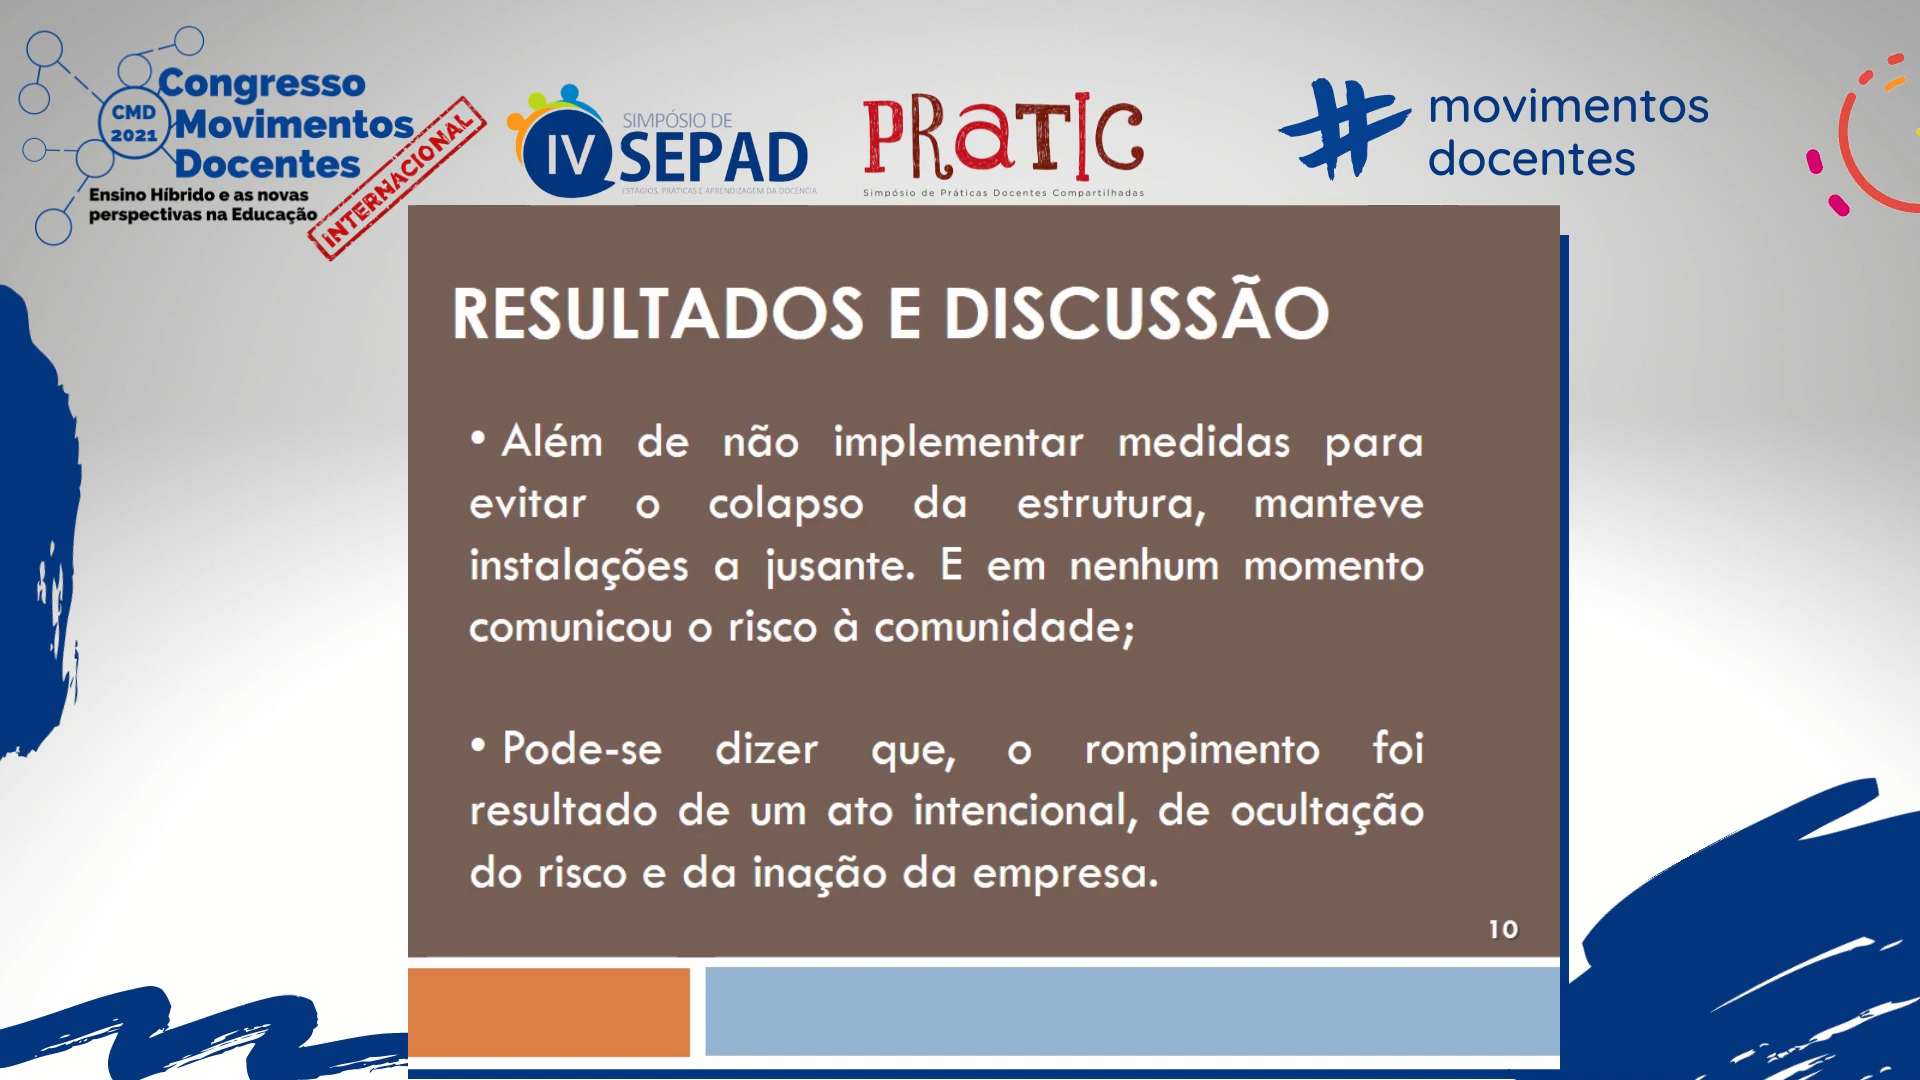 Congresso
Movimentos
Docentes
CMD
2021
Ensino Híbrido e as novas
perspectivas na Educação
INTERNACIONAL
IV
SIMPÓSIO DE
SEPAD
ESTÁGIOS, PRÁTICAS E APRENDIZAGEM DA DOCÊNCIA
PRATIC
Simpósio de Práticas Docentes Compartilhadas
# movimentos
docentes
RESULTADOS E DISCUSSÃO
• Além de não implementar medidas para
evitar o colapso da estrutura, manteve
instalações a jusante. E em nenhum momento
comunicou o risco à comunidade;
• Pode-se dizer que, o rompimento foi
resultado de um ato intencional, de ocultação
do risco e da inação da empresa.
10